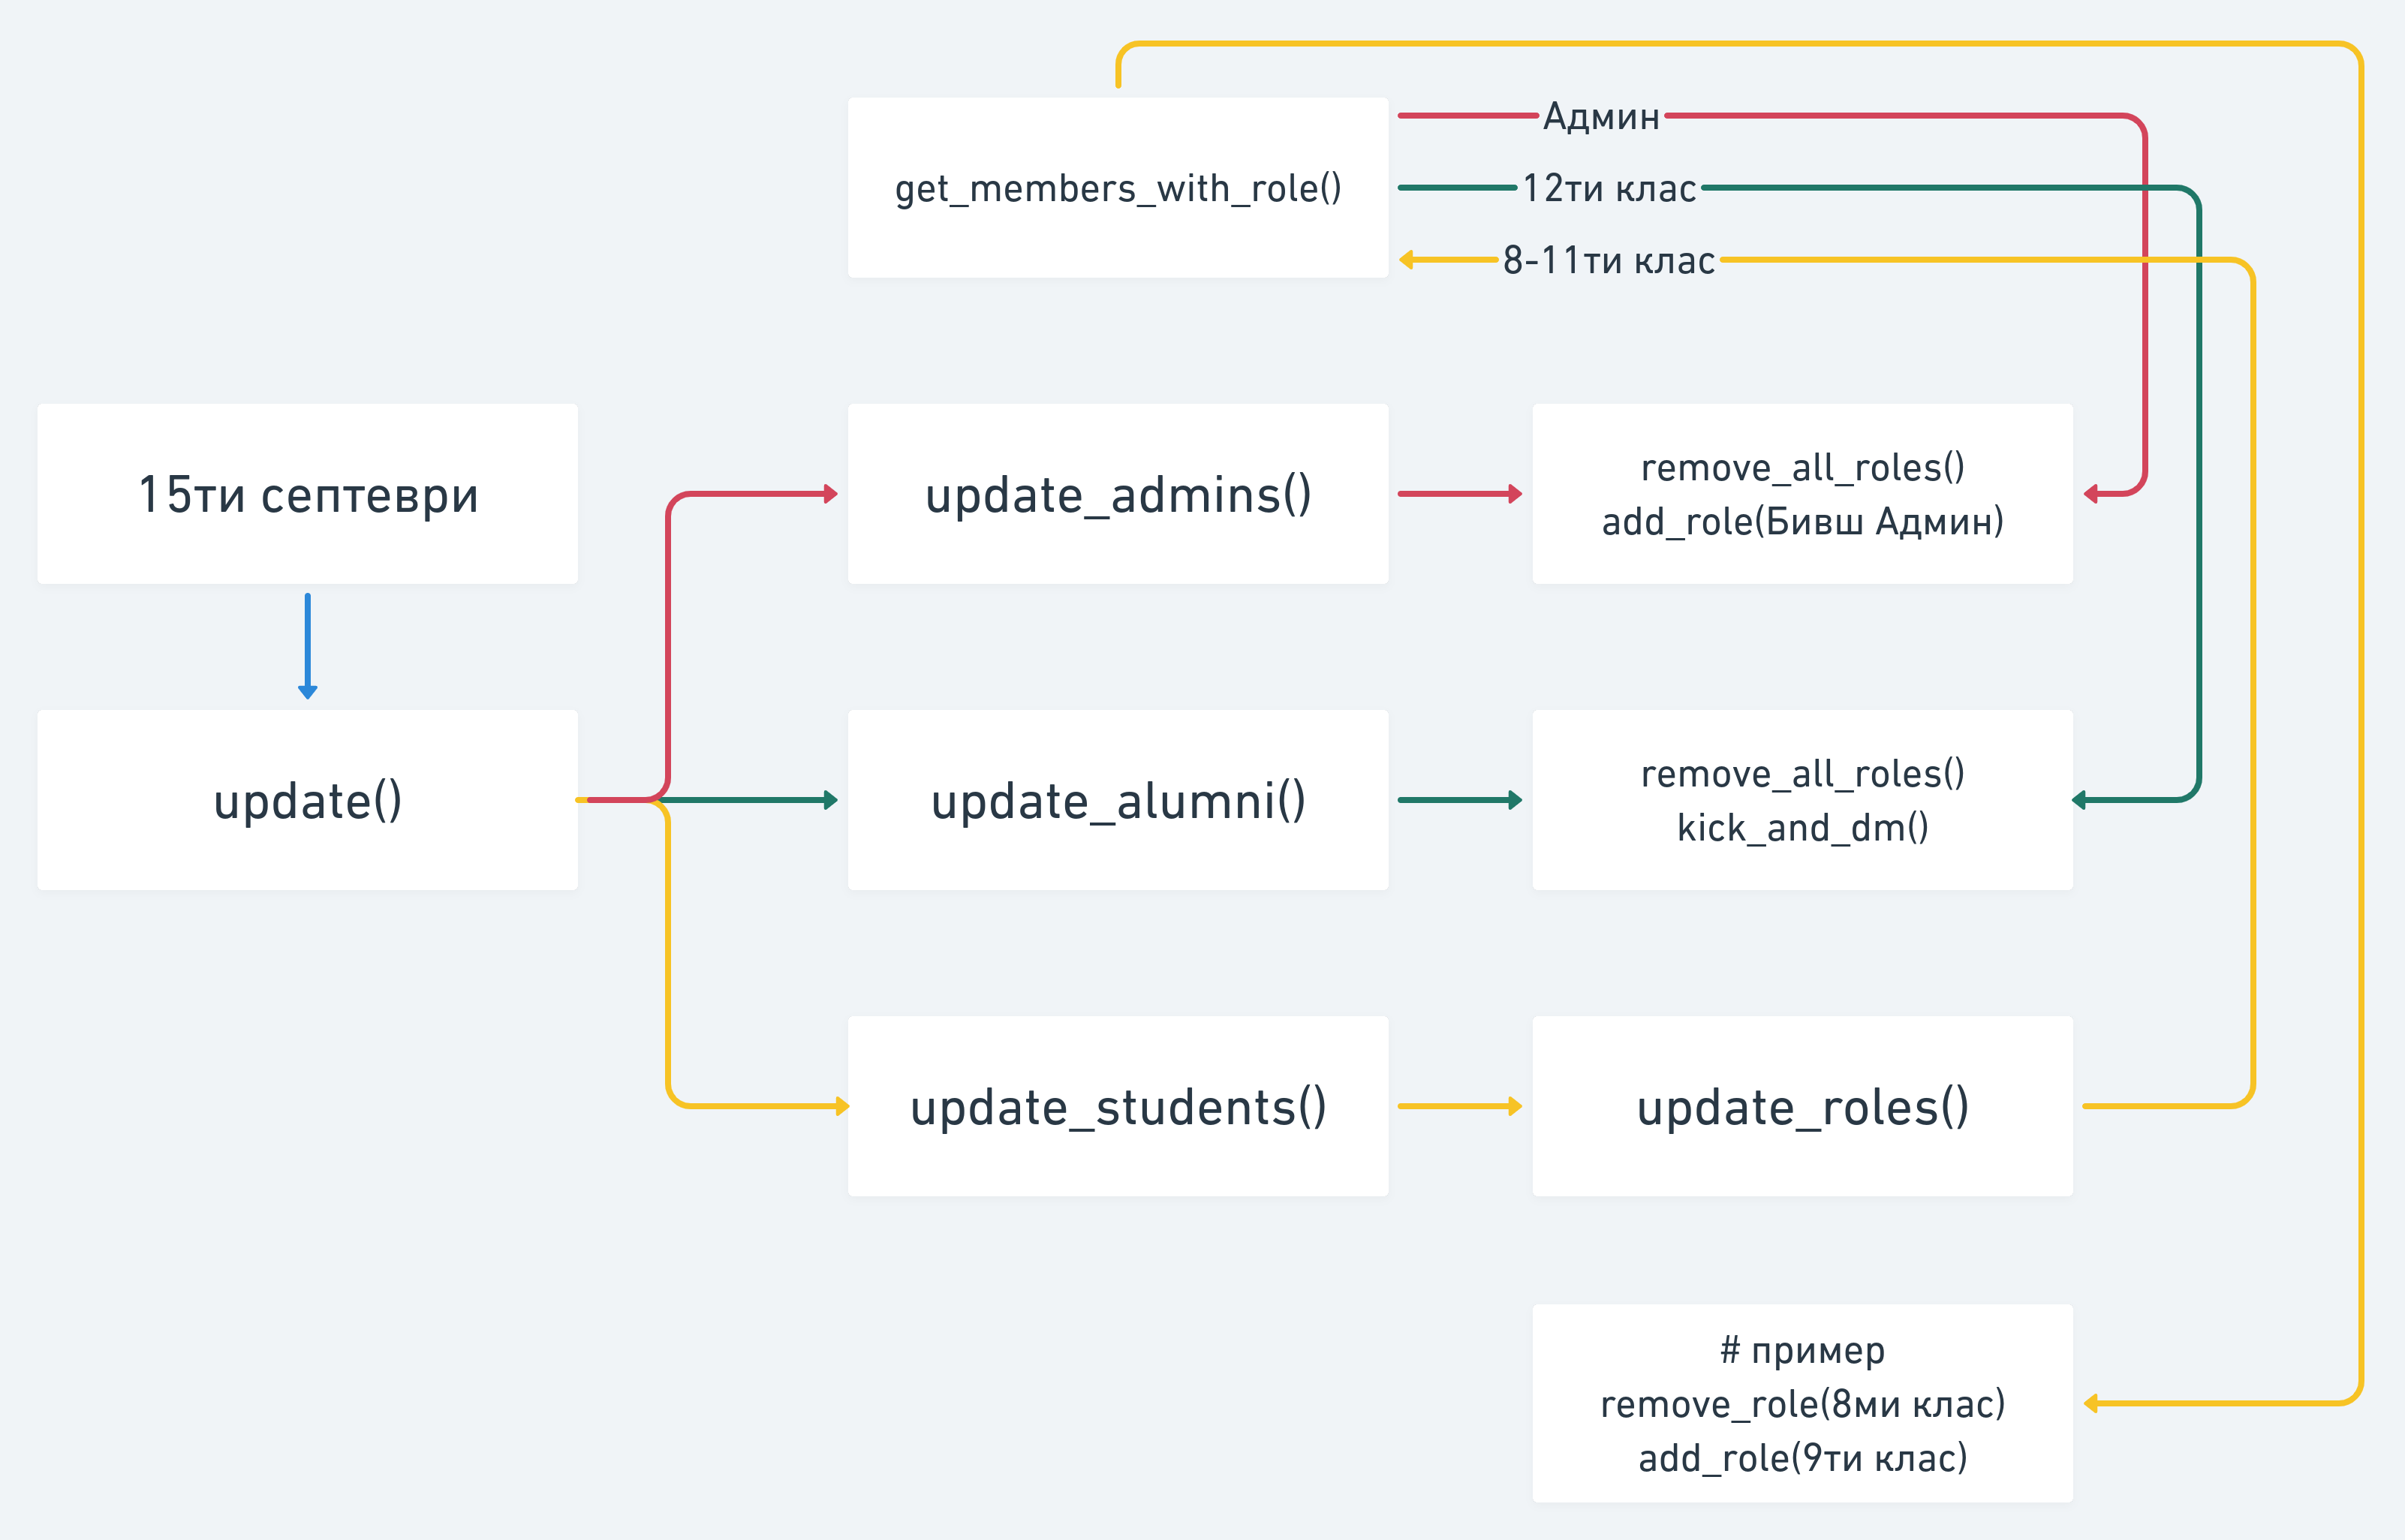 get_members_with_role()
Админ
12ти клас
8-11ти клас
15ти септеври
update_admins()
remove_all_roles()
add_role(Бивш Админ)
update()
update_alumni()
remove_all_roles()
kick_and_dm()
update_students()
update_roles()
# пример
remove_role(8ми клас)
add_role(9ти клас)